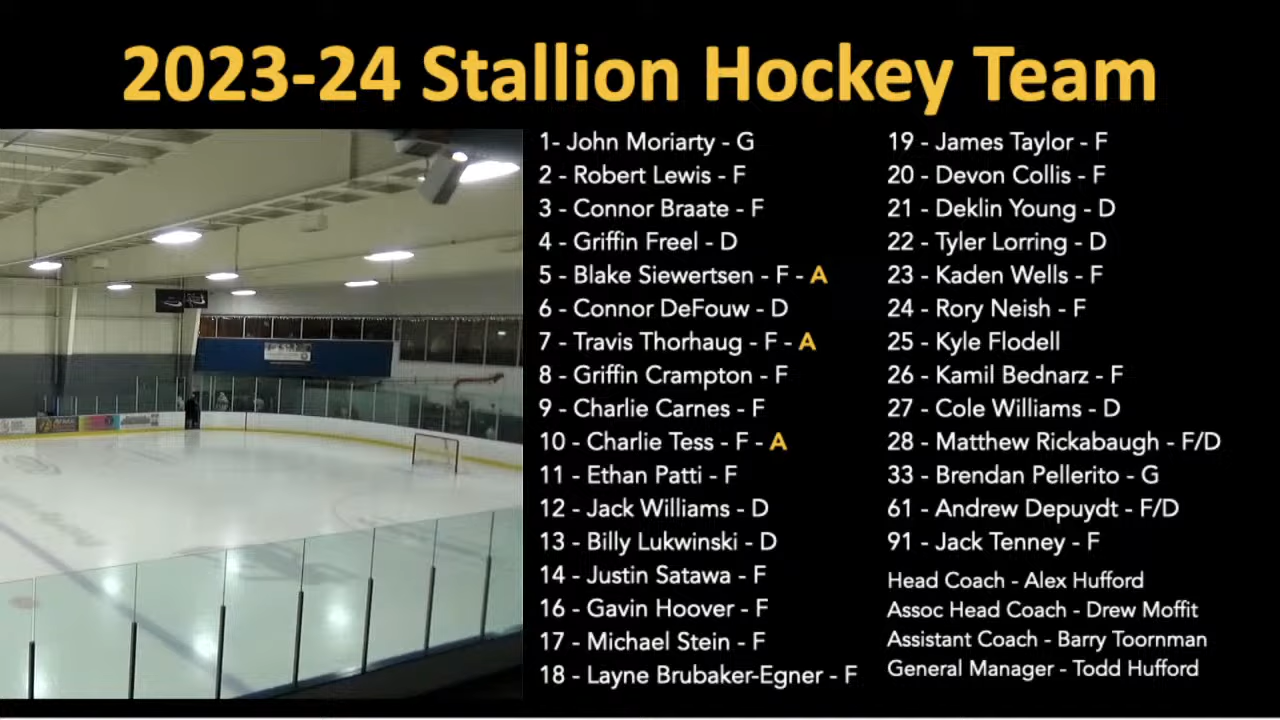 2023-24 Stallion Hockey Team
1- John Moriarty - G
2 - Robert Lewis - F
3 - Connor Braate - F
4 - Griffin Freel - D
5 - Blake Siewertsen - F - A
6 - Connor DeFouw - D
7 - Travis Thorhaug - F - A
8 - Griffin Crampton - F
9 - Charlie Carnes - F
10 - Charlie Tess - F - A
11 - Ethan Patti - F
12 - Jack Williams - D
13 - Billy Lukwinski - D
14 - Justin Satawa - F
16 - Gavin Hoover - F
17 - Michael Stein - F
18 - Layne Brubaker-Egner - F
19 - James Taylor - F
20 - Devon Collis - F
21 - Deklin Young - D
22 - Tyler Lorring - D
23 - Kaden Wells - F
24 - Rory Neish - F
25 - Kyle Flodell
26 - Kamil Bednarz - F
27 - Cole Williams - D
28 - Matthew Rickabaugh - F/D
33 - Brendan Pellerito - G
61 - Andrew Depuydt - F/D
91 - Jack Tenney - F
Head Coach - Alex Hufford
Assoc Head Coach - Drew Moffit
Assistant Coach - Barry Toornman
General Manager - Todd Hufford